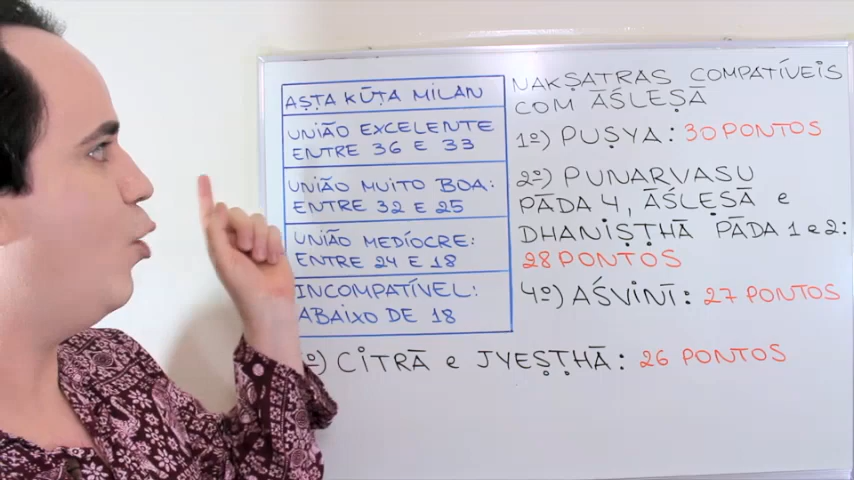 AṢṬA KŪṬA MILAN
UNIÃO EXCELENTE
ENTRE 36 E 33
UNIÃO MUITO BOA:
ENTRE 32 E 25
UNIÃO MEDÍOCRE:
ENTRE 24 E 18
INCOMPATÍVEL:
ABAIXO DE 18
NAKṢATRAS COMPATÍVEIS
COM ĀŚLEṢĀ
1º) PUṢYA: 30 PONTOS
2º) PUNARVASU
PĀDA 4, ĀŚLEṢĀ e
DHANIṢṬHĀ PĀDA 1 e 2:
28 PONTOS
4º) AŚVINĪ: 27 PONTOS
º) CITRĀ e JYEṢṬHĀ: 26 PONTOS